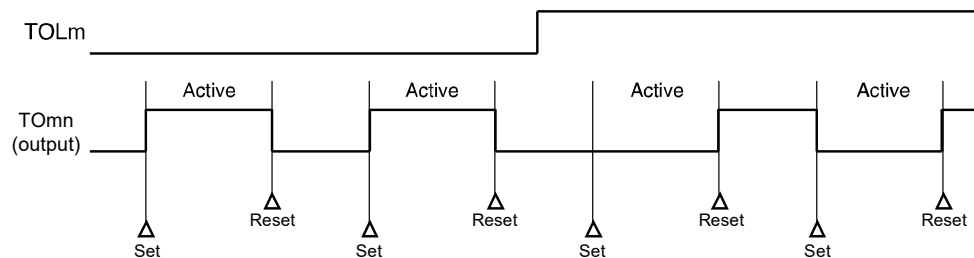 TOLm
Active Active Active Active
TOmn
(output)
Reset Reset Reset Reset
Set Set Set Set